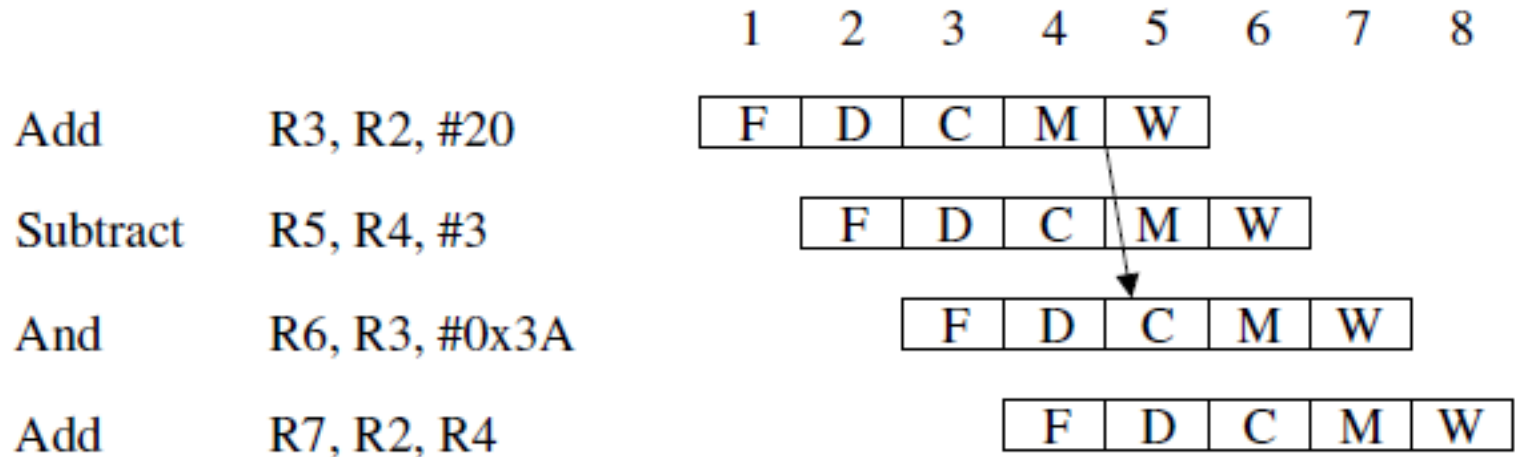 1 2 3 4 5 6 7 8
Add R3, R2, #20 F D C M W
Subtract R5, R4, #3 F D C M W
And R6, R3, #0x3A F D C M W
Add R7, R2, R4 F D C M W